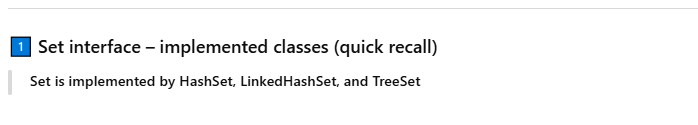 1 Set interface – implemented classes (quick recall)
Set is implemented by HashSet, LinkedHashSet, and TreeSet